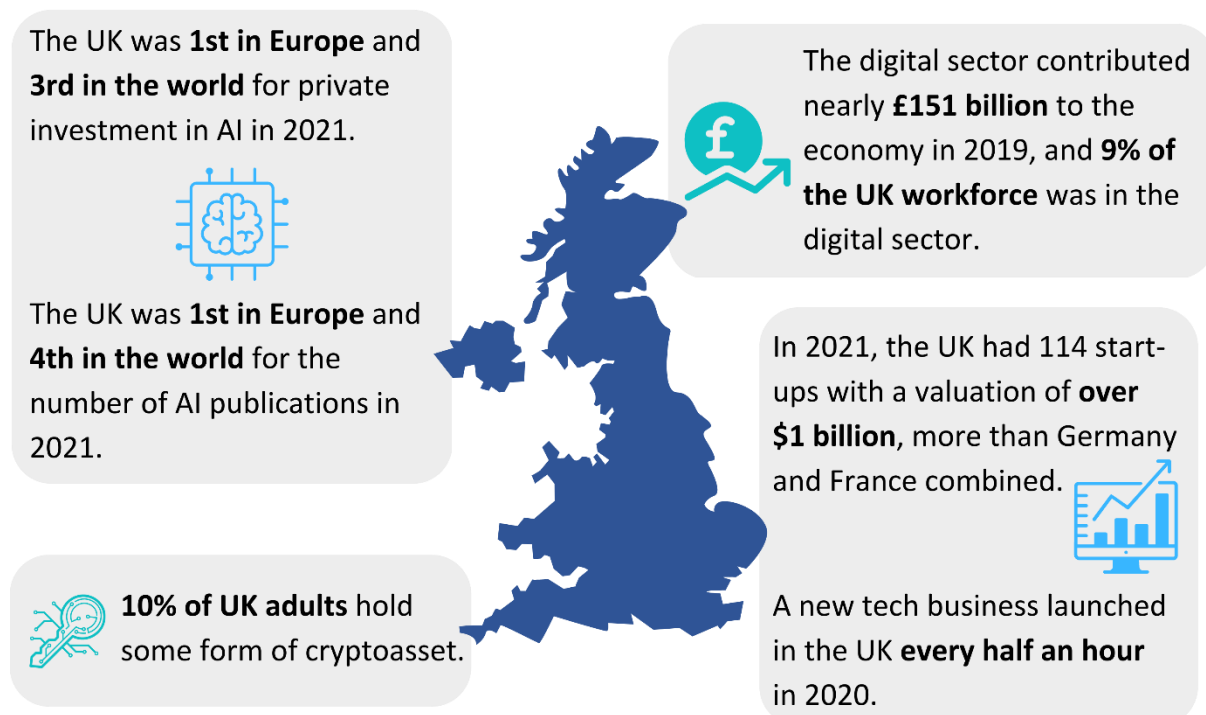 The UK was 1st in Europe and
3rd in the world for private
investment in AI in 2021.
The UK was 1st in Europe and
4th in the world for the
number of AI publications in
2021.
10% of UK adults hold
some form of cryptoasset.
The digital sector contributed
nearly £151 billion to the
economy in 2019, and 9% of
the UK workforce was in the
digital sector.
In 2021, the UK had 114 start-
ups with a valuation of over
$1 billion, more than Germany
and France combined.
A new tech business launched
in the UK every half an hour
in 2020.